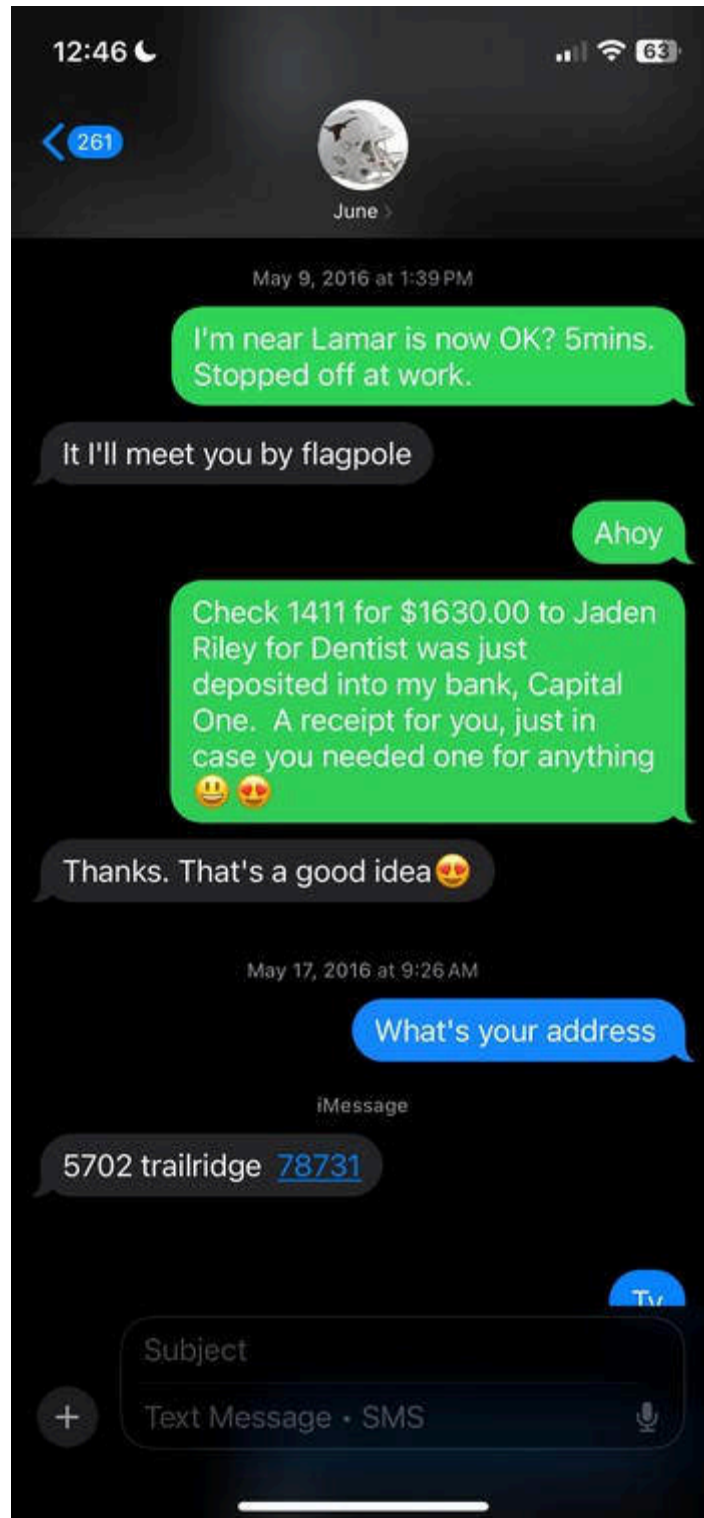 12:46
63
261
June
May 9, 2016 at 1:39 PM
I'm near Lamar is now OK? 5mins.
Stopped off at work.
It I'll meet you by flagpole
Ahoy
Check 1411 for $1630.00 to Jaden
Riley for Dentist was just
deposited into my bank, Capital
One. A receipt for you, just in
case you needed one for anything
😃 😍
Thanks. That's a good idea😍
May 17, 2016 at 9:26 AM
What's your address
iMessage
5702 trailridge 78731
Ty
Subject
Text Message • SMS